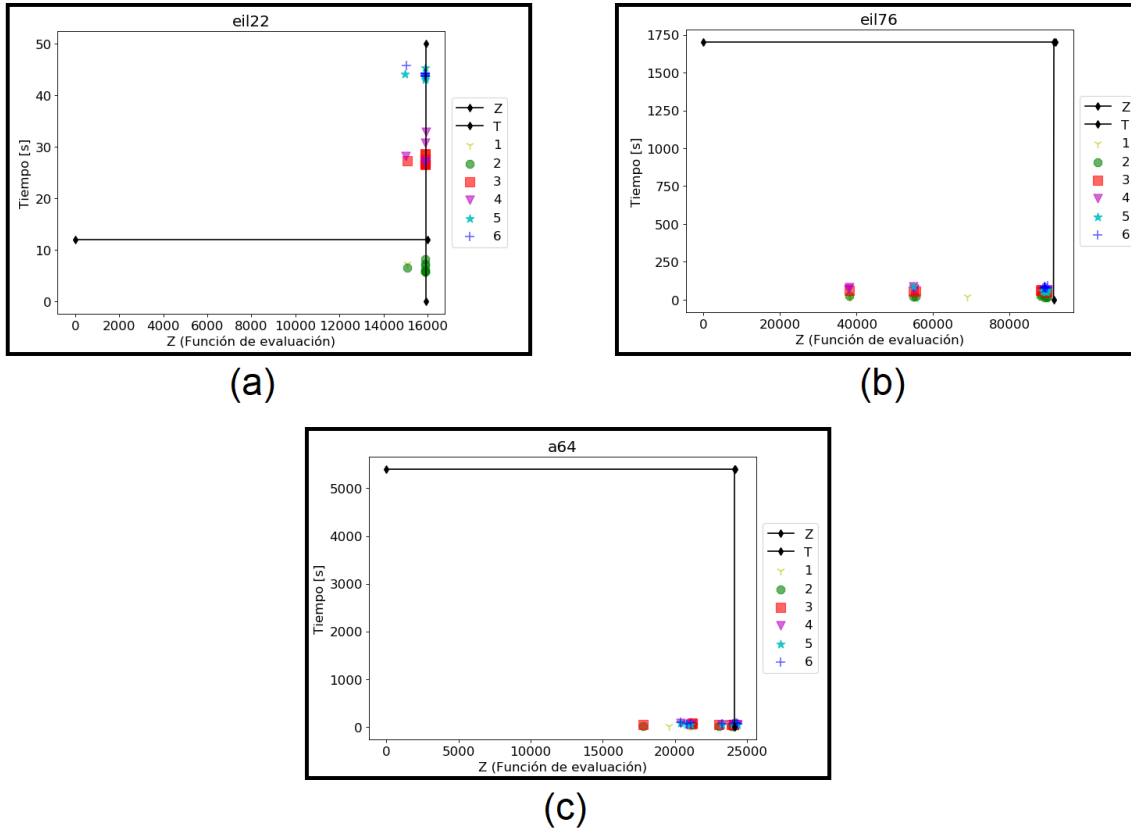 eil22
50
40
30
20
10
0
Tiempo [s]
0 2000 4000 6000 8000 10000 12000 14000 16000
Z (Función de evaluación)
Z
T
1
2
3
4
5
6
(a)
eil76
1750
1500
1250
1000
750
500
250
0
Tiempo [s]
0 20000 40000 60000 80000
Z (Función de evaluación)
Z
T
1
2
3
4
5
6
(b)
a64
5000
4000
3000
2000
1000
0
Tiempo [s]
0 5000 10000 15000 20000 25000
Z (Función de evaluación)
Z
T
1
2
3
4
5
6
(c)